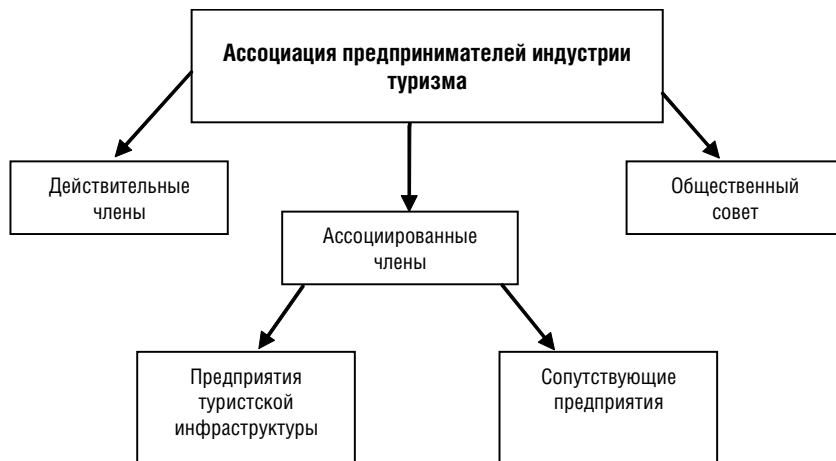 Ассоциация предпринимателей индустрии
туризма
Действительные
члены
Общественный
совет
Ассоциированные
члены
Предприятия
туристской
инфраструктуры
Сопутствующие
предприятия